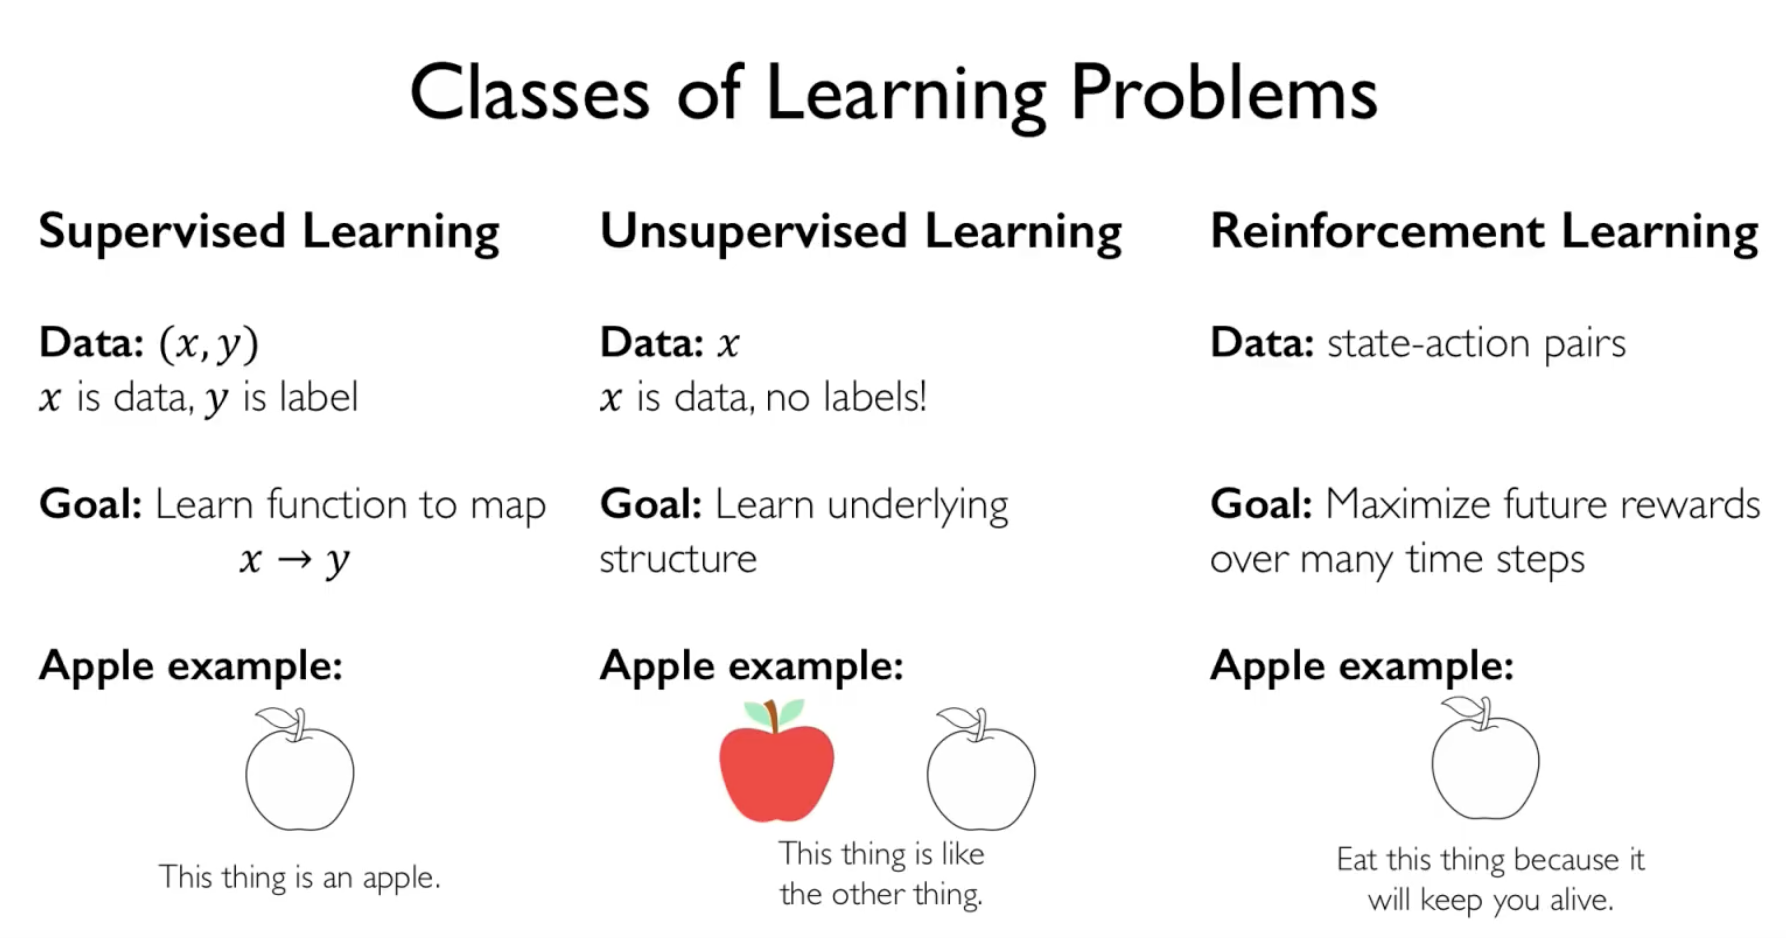 Classes of Learning Problems
Supervised Learning
Data: (x, y)
x is data, y is label
Goal: Learn function to map
x → y
Apple example:
This thing is an apple.
Unsupervised Learning
Data: x
x is data, no labels!
Goal: Learn underlying
structure
Apple example:
This thing is like
the other thing.
Reinforcement Learning
Data: state-action pairs
Goal: Maximize future rewards
over many time steps
Apple example:
Eat this thing because it
will keep you alive.